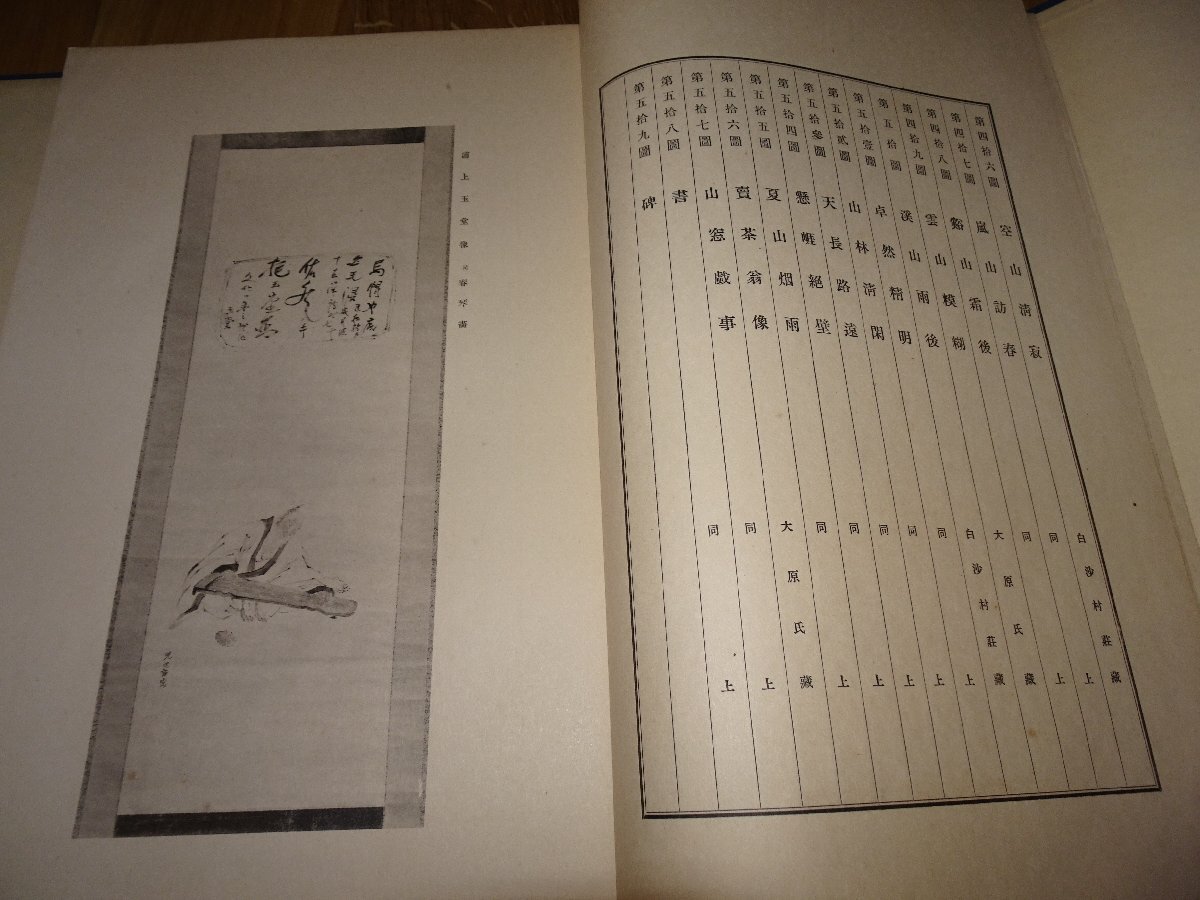 第四拾六圖 空山清寂 白沙村莊藏
第四拾七圖 嵐山訪春 同上
第四拾八圖 谿山霜後 同上
第四拾九圖 雲山模糊 大原氏藏
第五拾圖 溪山雨後 白沙村莊藏
第五拾壹圖 卓然精明 同上
第五拾貳圖 山林清閑 同上
第五拾參圖 天長路遠 同上
第五拾四圖 懸崕絕壁 同上
第五拾五圖 夏山烟雨 同上
第五拾六圖 賣茶翁像 大原氏藏
第五拾七圖 山窓戲事 同上
第五拾八圖 書 同上
第五拾九圖 碑
浦上玉堂像 男春琴畫